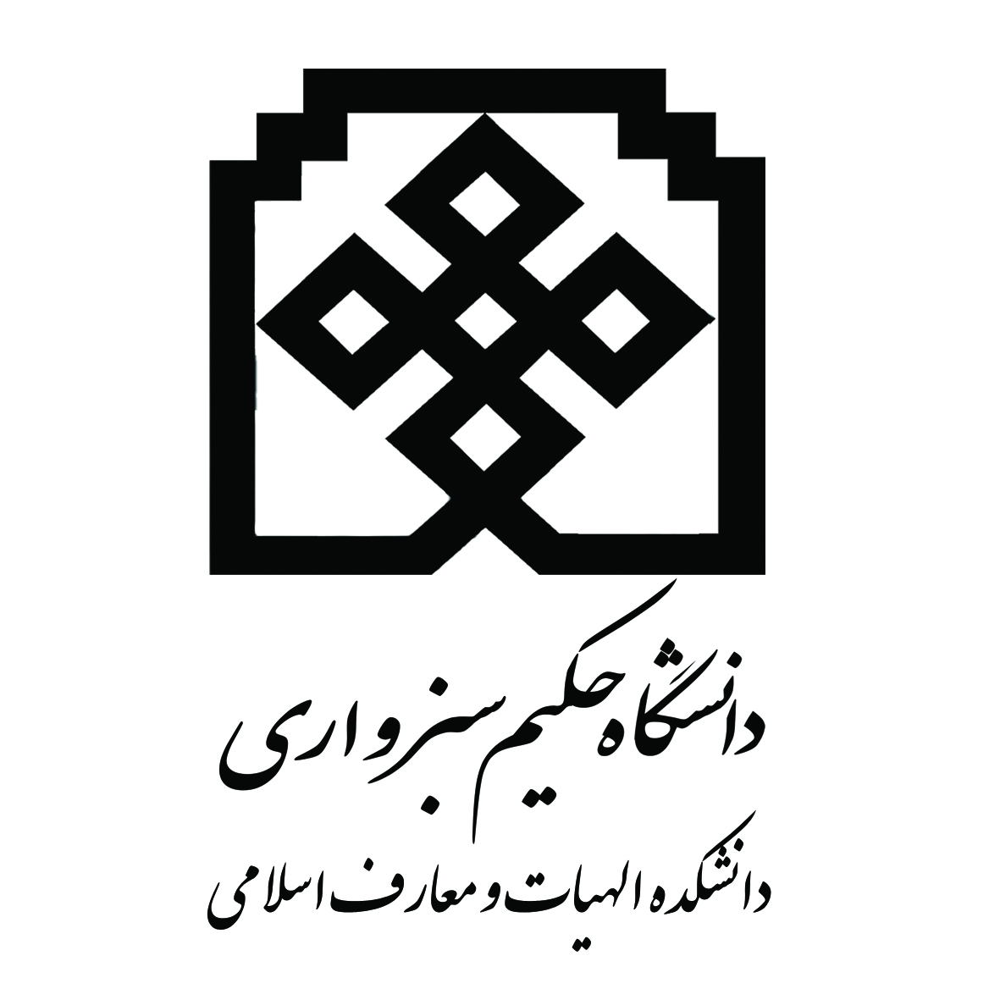 دانشگاه حکیم سبزواری
دانشکده الهیات و معارف اسلامی